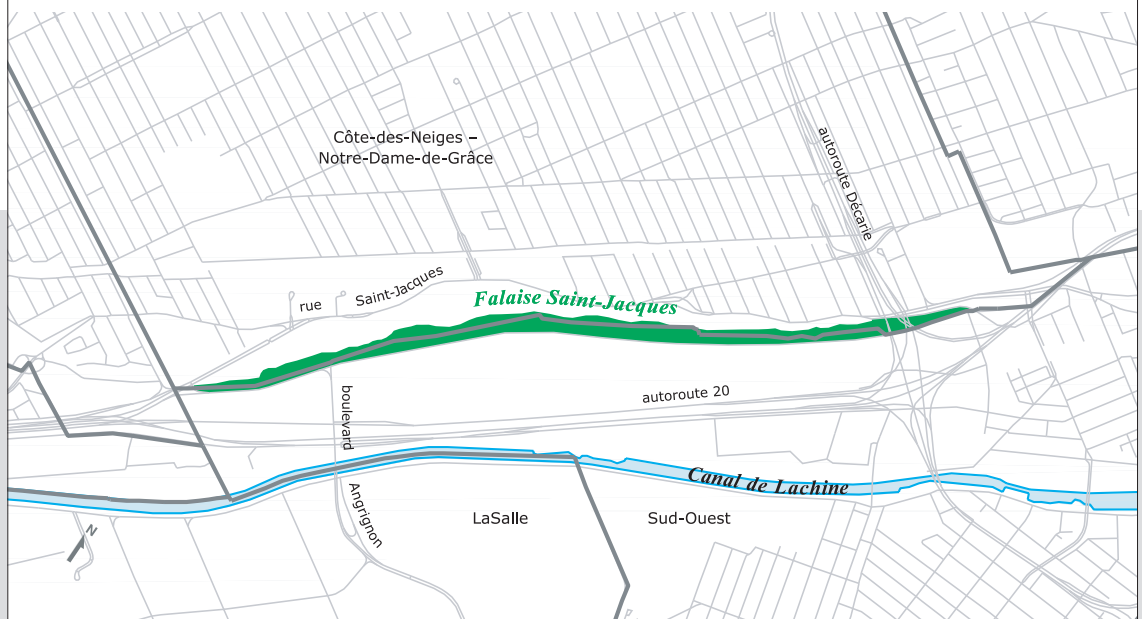 Côte-des-Neiges –
Notre-Dame-de-Grâce
autoroute Décarie
rue Saint-Jacques
Falaise Saint-Jacques
boulevard
autoroute 20
Canal de Lachine
Angrignon
LaSalle
Sud-Ouest
N